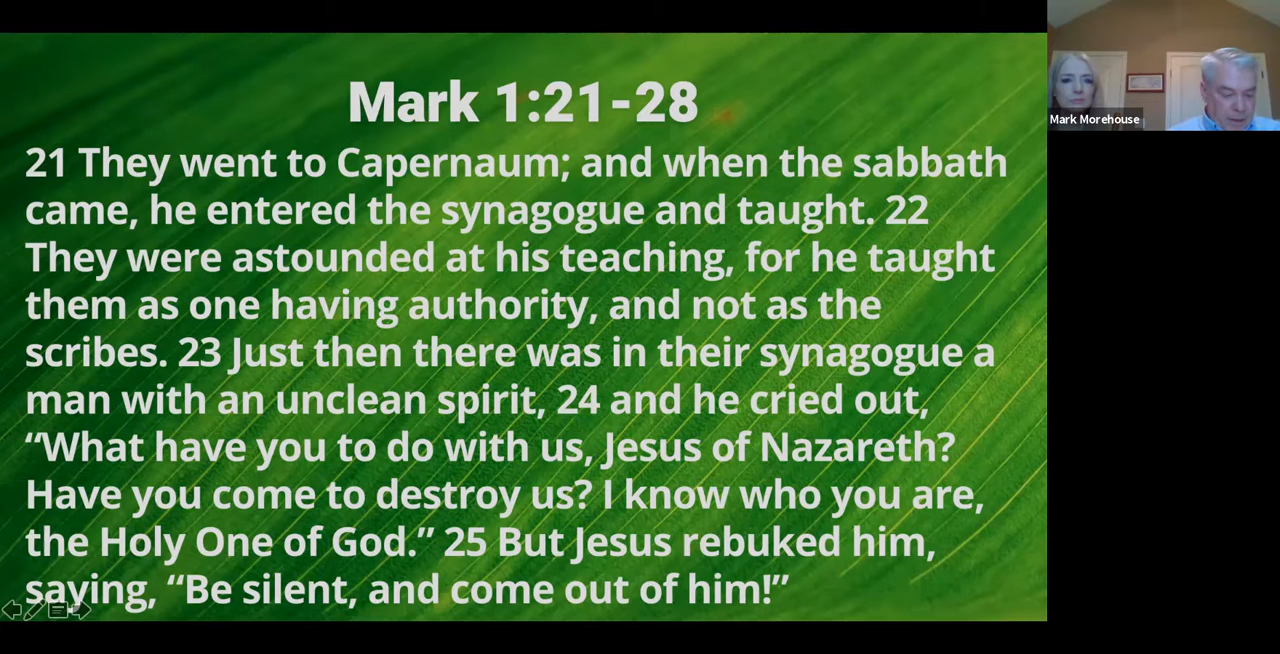 Mark 1:21-28
21 They went to Capernaum; and when the sabbath
came, he entered the synagogue and taught. 22
They were astounded at his teaching, for he taught
them as one having authority, and not as the
scribes. 23 Just then there was in their synagogue a
man with an unclean spirit, 24 and he cried out,
“What have you to do with us, Jesus of Nazareth?
Have you come to destroy us? I know who you are,
the Holy One of God.” 25 But Jesus rebuked him,
saying, “Be silent, and come out of him!”
Mark Morehouse